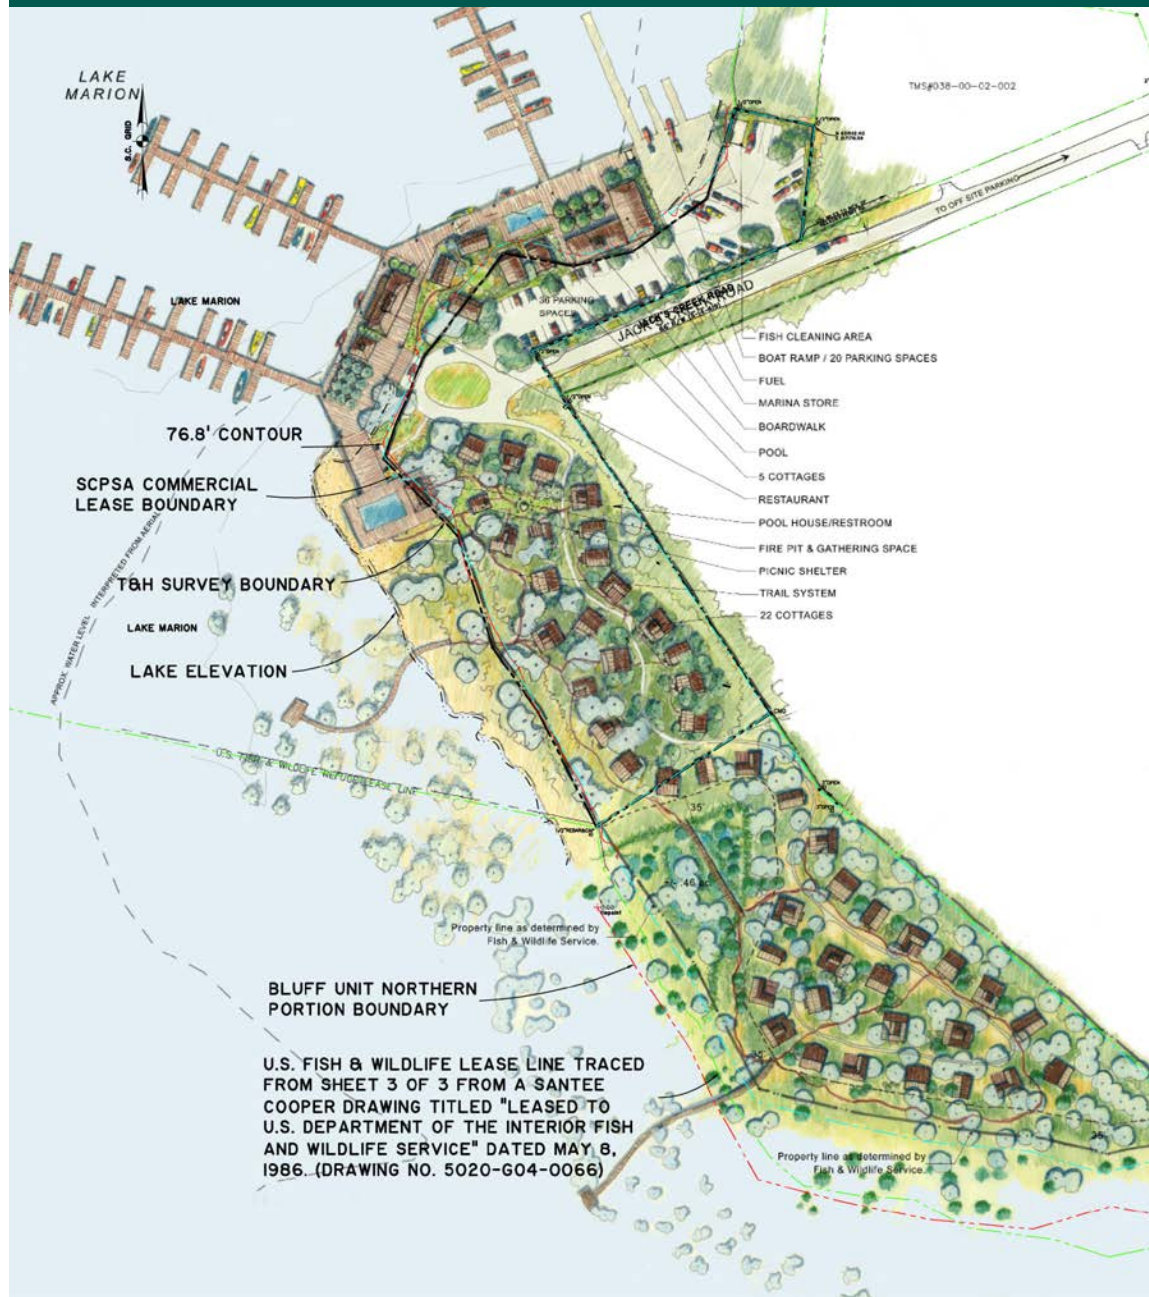 LAKE
MARION
S.C. GRID
TMS#038-00-02-002
TO OFF SITE PARKING
LAKE MARION
36 PARKING
SPACES
JACK'S CREEK ROAD
JACK'S CREEK ROAD
FISH CLEANING AREA
BOAT RAMP / 20 PARKING SPACES
FUEL
MARINA STORE
BOARDWALK
POOL
5 COTTAGES
RESTAURANT
POOL HOUSE/RESTROOM
FIRE PIT & GATHERING SPACE
PICNIC SHELTER
TRAIL SYSTEM
22 COTTAGES
76.8' CONTOUR
SCPSA COMMERCIAL
LEASE BOUNDARY
T&H SURVEY BOUNDARY
LAKE MARION
LAKE ELEVATION
APPROX. WATER LEVEL INTERPRETED FROM AERIAL
U.S. FISH & WILDLIFE REFUGE LEASE LINE
35'
Property line as determined by
Fish & Wildlife Service.
BLUFF UNIT NORTHERN
PORTION BOUNDARY
U.S. FISH & WILDLIFE LEASE LINE TRACED
FROM SHEET 3 OF 3 FROM A SANTEE
COOPER DRAWING TITLED "LEASED TO
U.S. DEPARTMENT OF THE INTERIOR FISH
AND WILDLIFE SERVICE" DATED MAY 8,
1986. (DRAWING NO. 5020-G04-0066)
35'
Property line as determined by
Fish & Wildlife Service.